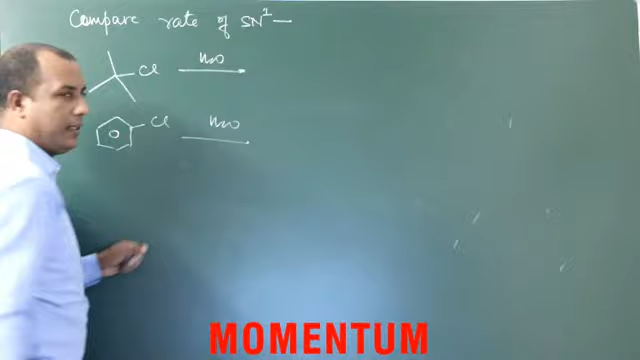 Compare rate of SN1 —
Cl H2O
Cl H2O
MOMENTUM